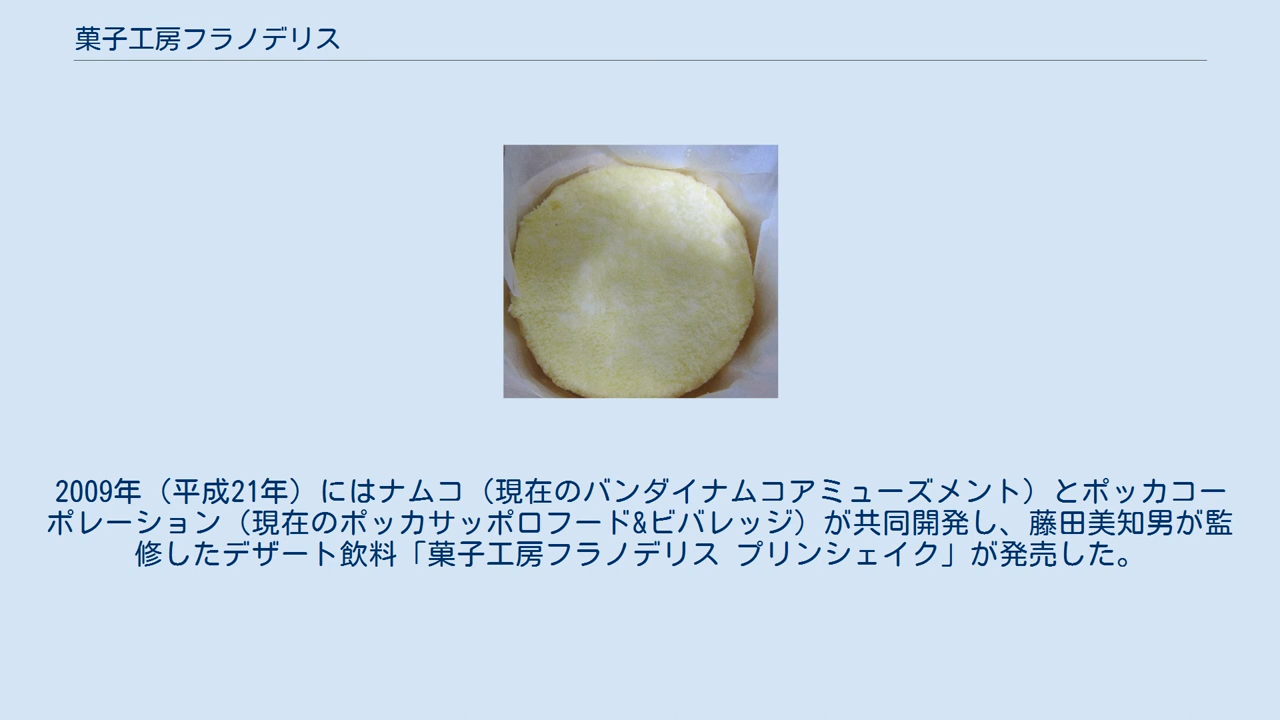 菓子工房フラノデリス
2009年（平成21年）にはナムコ（現在のバンダイナムコアミューズメント）とポッカコー
ポレーション（現在のポッカサッポロフード&ビバレッジ）が共同開発し、藤田美知男が監
修したデザート飲料「菓子工房フラノデリス プリンシェイク」が発売した。